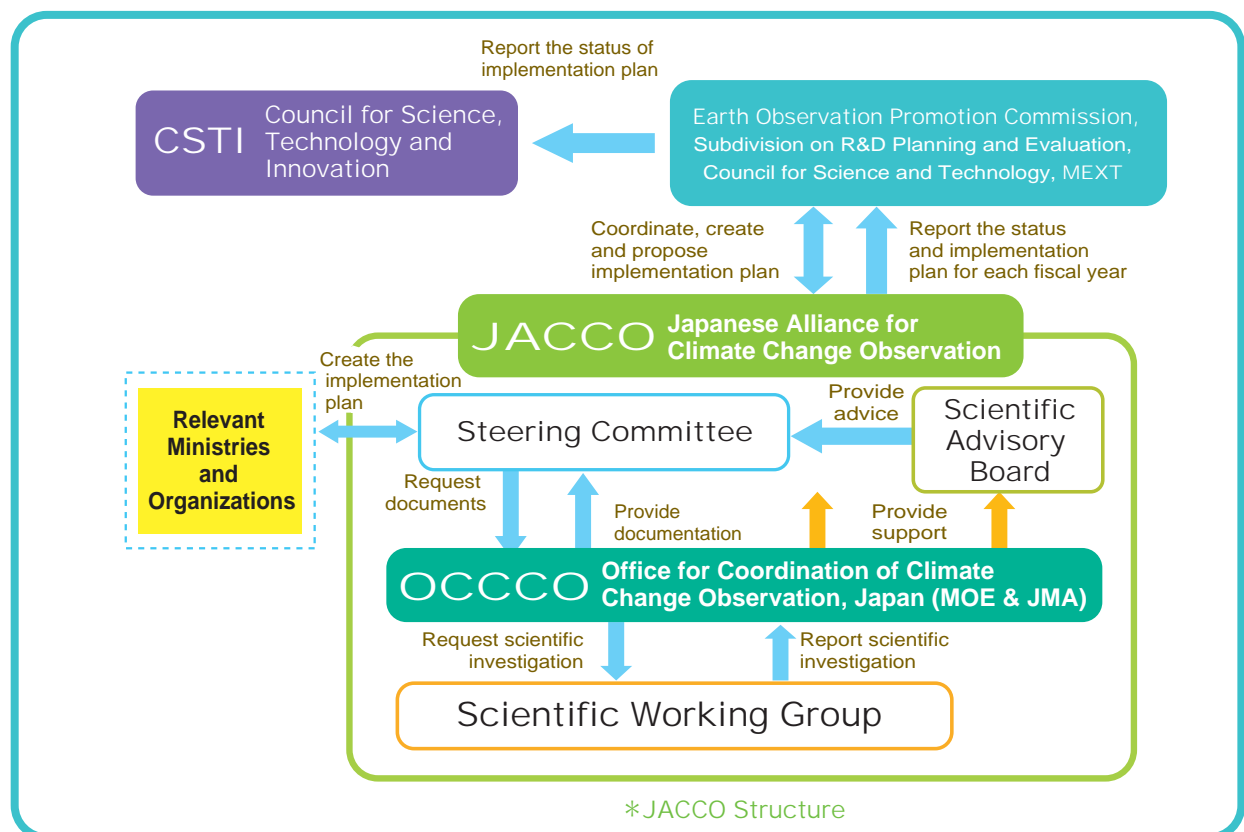 Report the status of
implementation plan
CSTI
Council for Science,
Technology and
Innovation
Earth Observation Promotion Commission,
Subdivision on R&D Planning and Evaluation,
Council for Science and Technology, MEXT
Coordinate, create
and propose
implementation plan
Report the status
and implementation
plan for each fiscal year
JACCO
Japanese Alliance for
Climate Change Observation
Create the
implementation
plan
Relevant
Ministries
and
Organizations
Steering Committee
Provide
advice
Scientific
Advisory
Board
Request
documents
Provide
documentation
Provide
support
OCCCO
Office for Coordination of Climate
Change Observation, Japan (MOE & JMA)
Request scientific
investigation
Report scientific
investigation
Scientific Working Group
*JACCO Structure